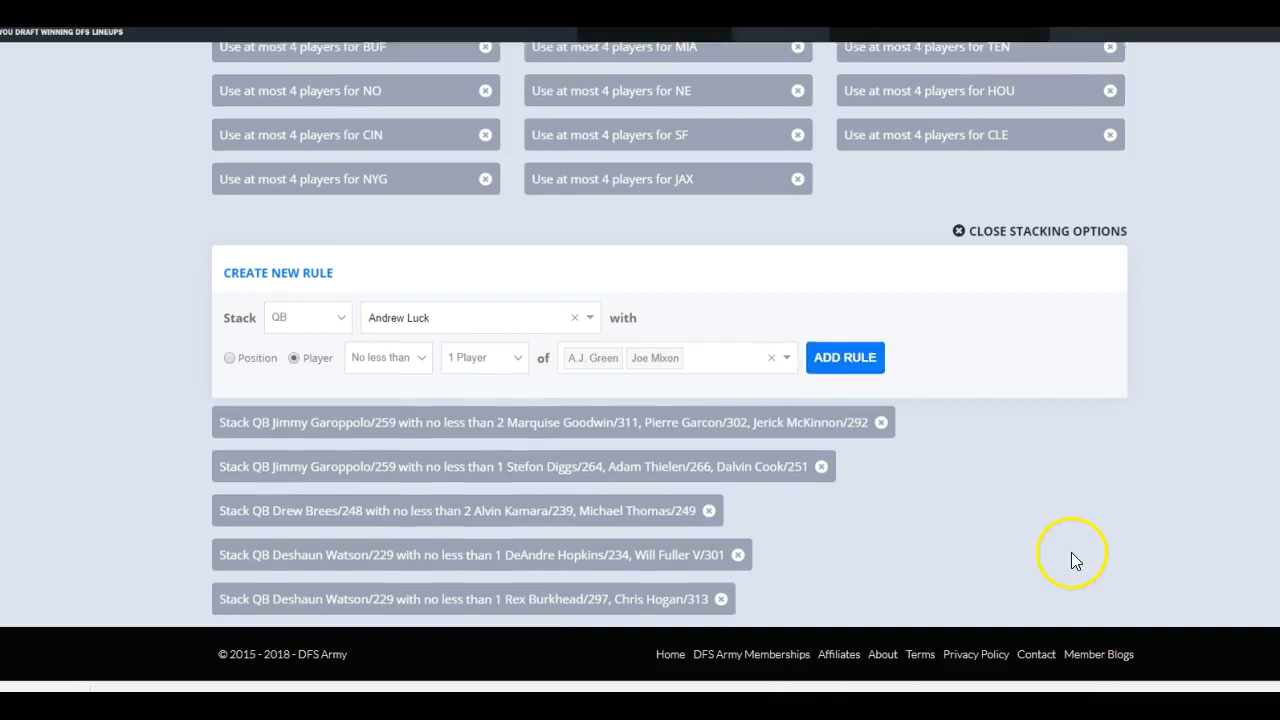 YOU DRAFT WINNING DFS LINEUPS
Use at most 4 players for BUF
Use at most 4 players for MIA
Use at most 4 players for TEN
Use at most 4 players for NO
Use at most 4 players for NE
Use at most 4 players for HOU
Use at most 4 players for CIN
Use at most 4 players for SF
Use at most 4 players for CLE
Use at most 4 players for NYG
Use at most 4 players for JAX
CLOSE STACKING OPTIONS
CREATE NEW RULE
Stack QB Andrew Luck with
Position Player No less than 1 Player of A.J. Green Joe Mixon ADD RULE
Stack QB Jimmy Garoppolo/259 with no less than 2 Marquise Goodwin/311, Pierre Garcon/302, Jerick McKinnon/292
Stack QB Jimmy Garoppolo/259 with no less than 1 Stefon Diggs/264, Adam Thielen/266, Dalvin Cook/251
Stack QB Drew Brees/248 with no less than 2 Alvin Kamara/239, Michael Thomas/249
Stack QB Deshaun Watson/229 with no less than 1 DeAndre Hopkins/234, Will Fuller V/301
Stack QB Deshaun Watson/229 with no less than 1 Rex Burkhead/297, Chris Hogan/313
© 2015 - 2018 - DFS Army Home DFS Army Memberships Affiliates About Terms Privacy Policy Contact Member Blogs